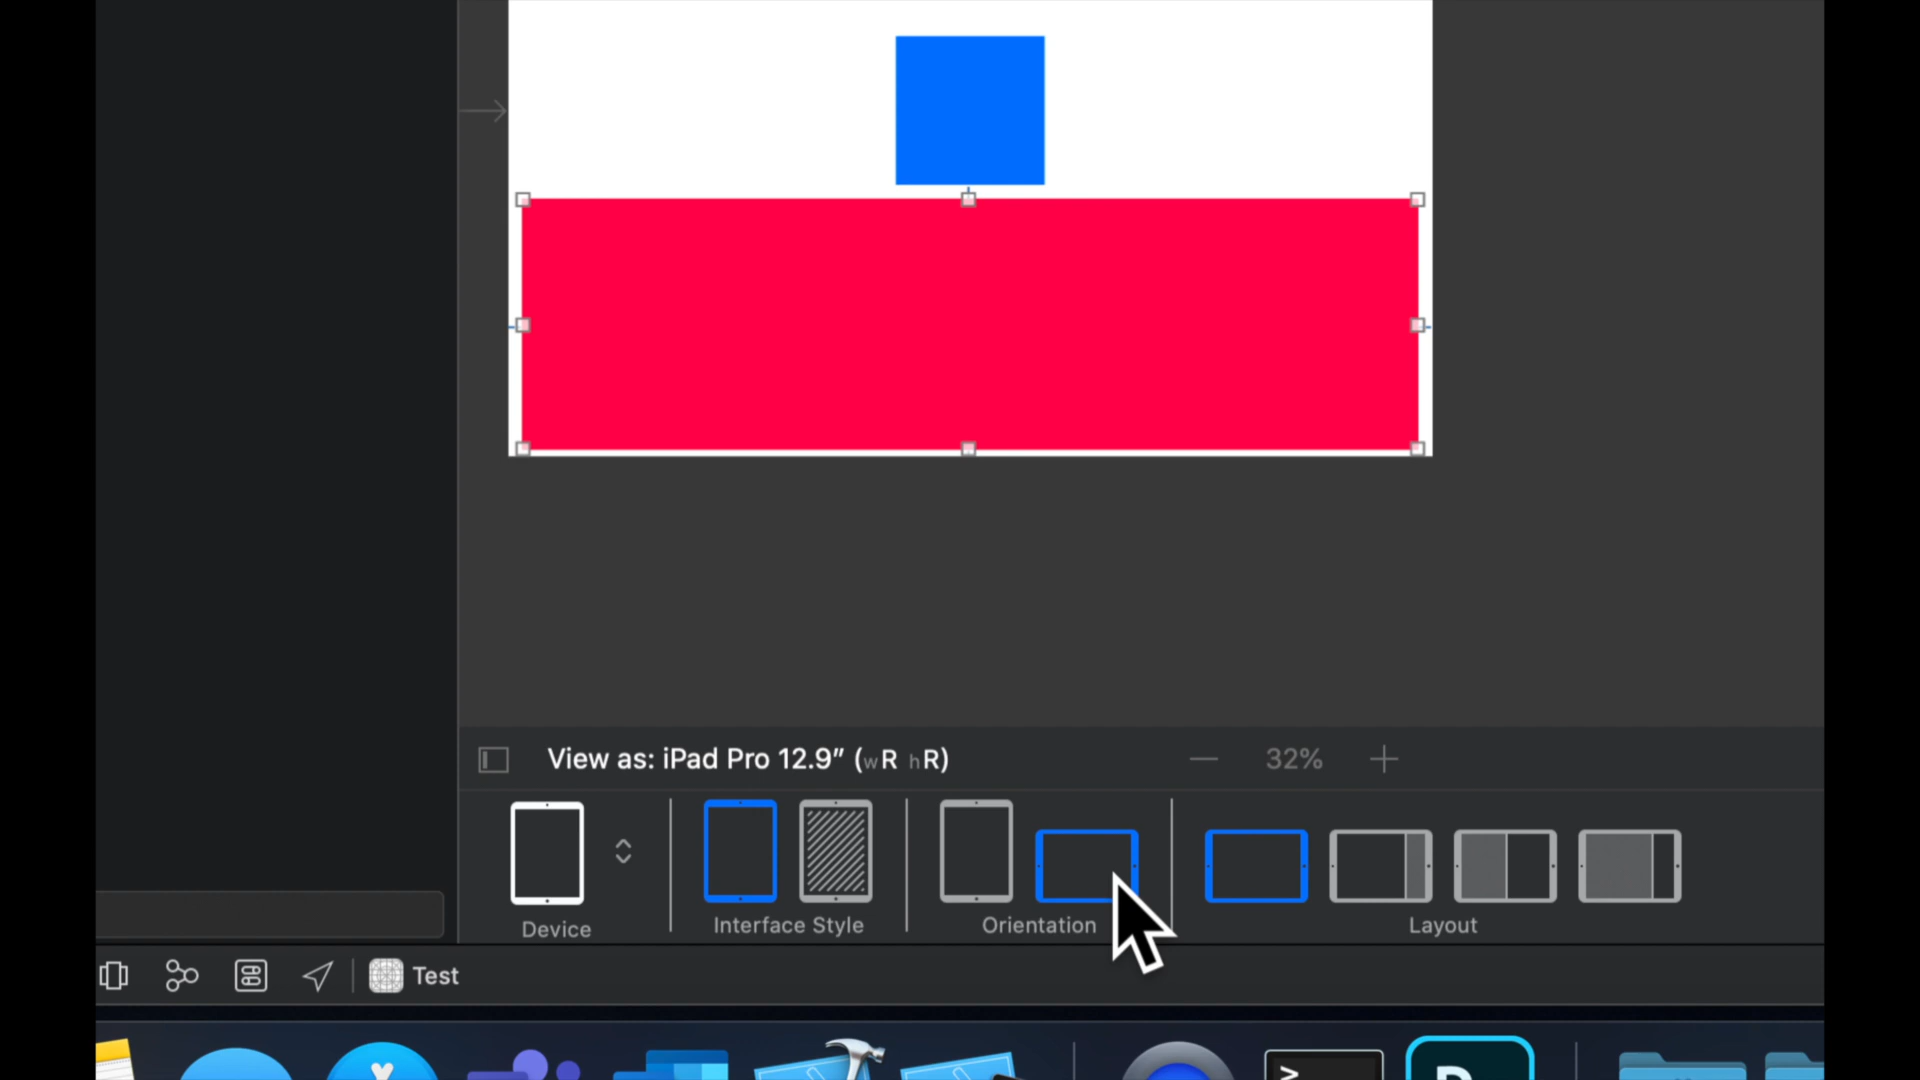 View as: iPad Pro 12.9” (wR hR)
32%
Device
Interface Style
Orientation
Layout
Test